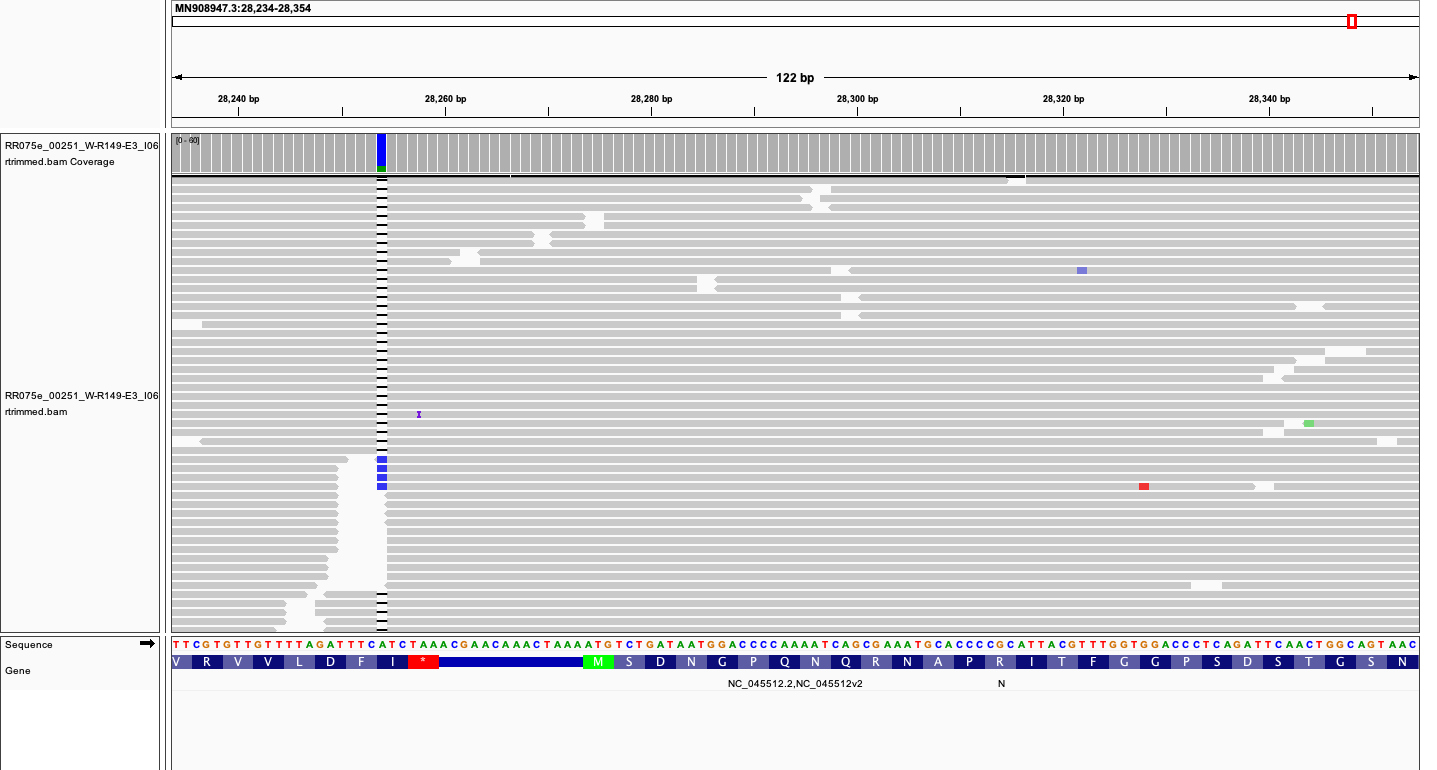 MN908947.3:28,234-28,354
122 bp
28,240 bp 28,260 bp 28,280 bp 28,300 bp 28,320 bp 28,340 bp
RR075e_00251_W-R149-E3_I06
rtrimmed.bam Coverage
[0 - 60]
RR075e_00251_W-R149-E3_I06
rtrimmed.bam
Sequence
TTCGTGTTGTTTTAGATTTCATCTAAACGAACAAACTAAAATGTCTGATAATGGACCCCAAAATCAGCGAAATGCACCCCGCATTACGTTTGGTGGACCCTCAGATTCAACTGGCAGTAAC
Gene
V R V V L D F I * M S D N G P Q N Q R N A P R I T F G G P S D S T G S N
NC_045512.2,NC_045512v2 N